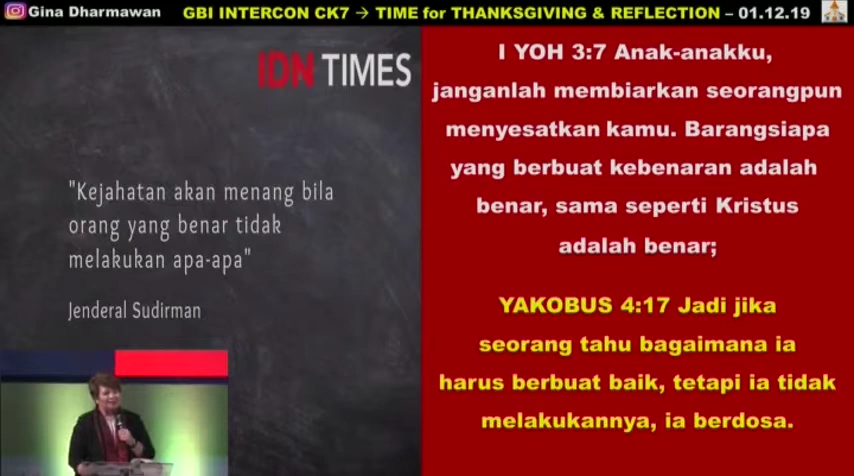 Gina Dharmawan
GBI INTERCON CK7 → TIME for THANKSGIVING & REFLECTION – 01.12.19
IDN TIMES
"Kejahatan akan menang bila
orang yang benar tidak
melakukan apa-apa"
Jenderal Sudirman
I YOH 3:7 Anak-anakku,
janganlah membiarkan seorangpun
menyesatkan kamu. Barangsiapa
yang berbuat kebenaran adalah
benar, sama seperti Kristus
adalah benar;
YAKOBUS 4:17 Jadi jika
seorang tahu bagaimana ia
harus berbuat baik, tetapi ia tidak
melakukannya, ia berdosa.